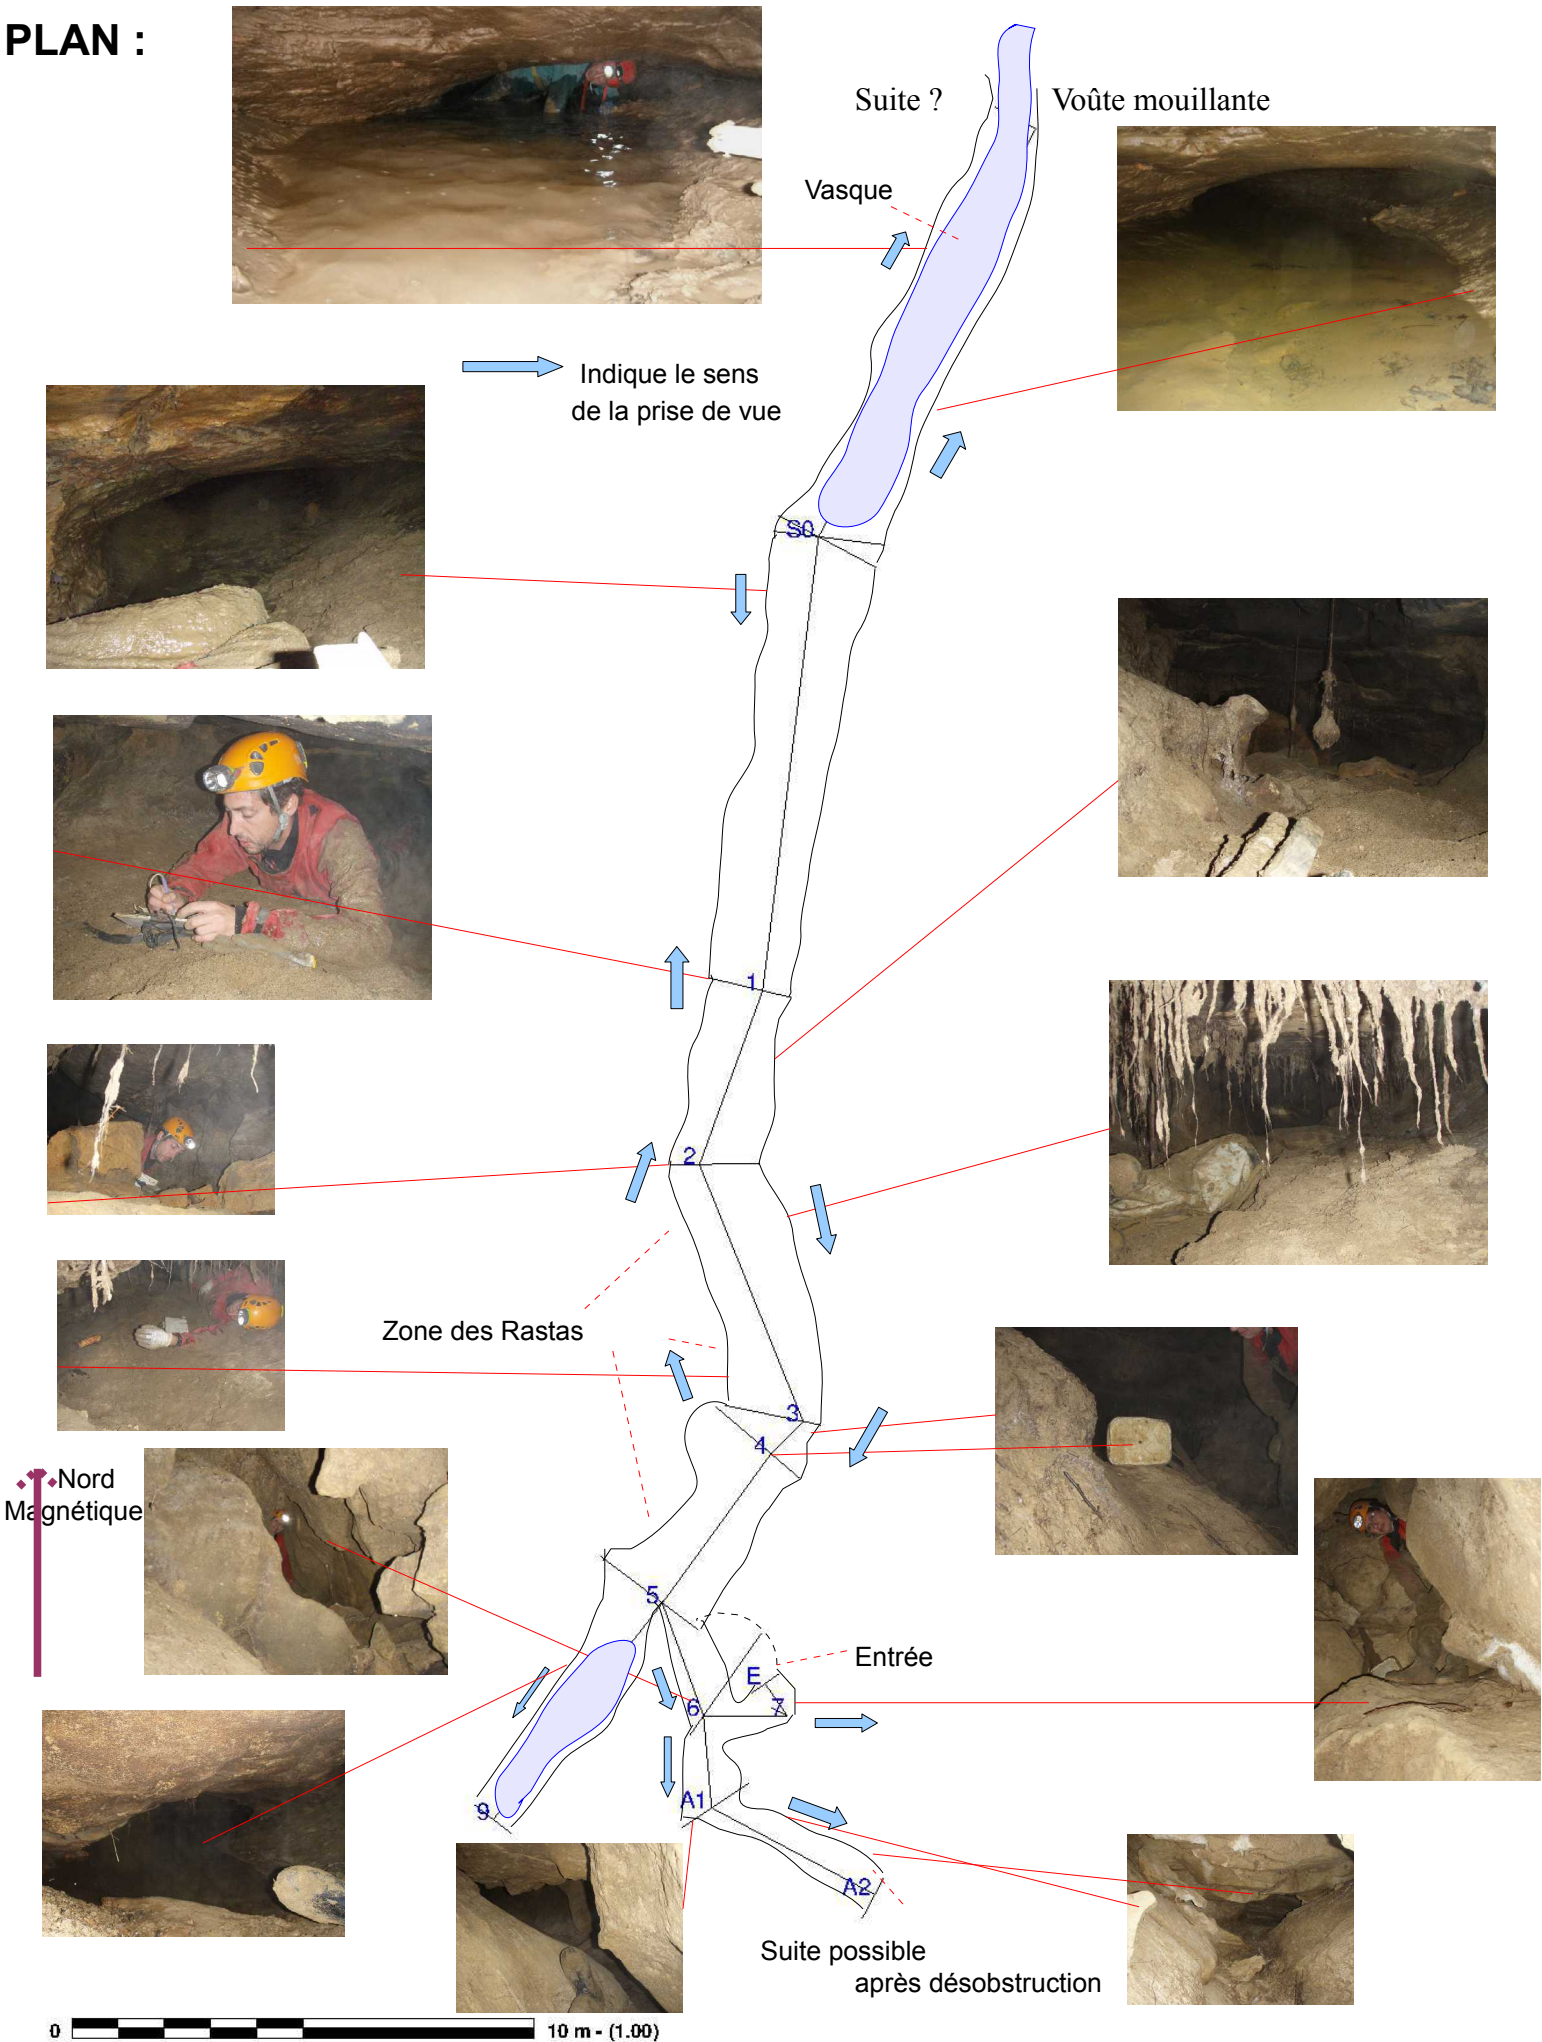 PLAN :
Suite ?
Voûte mouillante
Vasque
Indique le sens
de la prise de vue
S0
1
2
Zone des Rastas
3
4
Nord
Magnétique
5
Entrée
E
6
7
A1
9
A2
Suite possible
après désobstruction
0
10 m - (1.00)